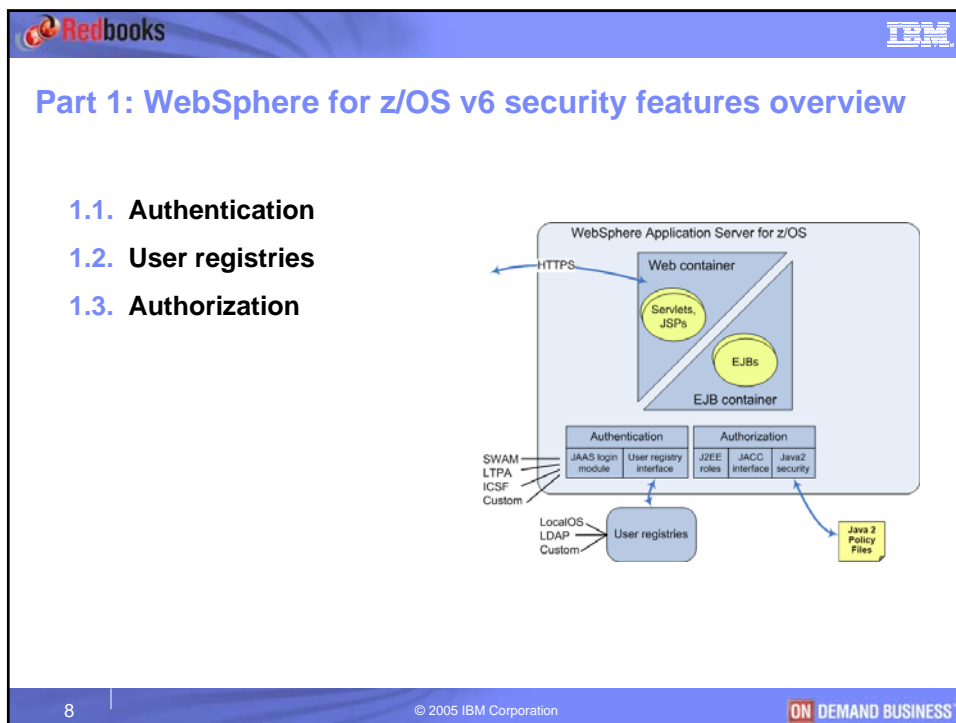 Redbooks
IBM
Part 1: WebSphere for z/OS v6 security features overview
1.1. Authentication
1.2. User registries
1.3. Authorization
WebSphere Application Server for z/OS
HTTPS
Web container
Servlets,
JSPs
EJBs
EJB container
Authentication
Authorization
JAAS login
module
User registry
interface
J2EE
roles
JACC
interface
Java2
security
SWAM
LTPA
ICSF
Custom
LocalOS
LDAP
Custom
User registries
Java 2
Policy
Files
8
© 2005 IBM Corporation
ON DEMAND BUSINESS